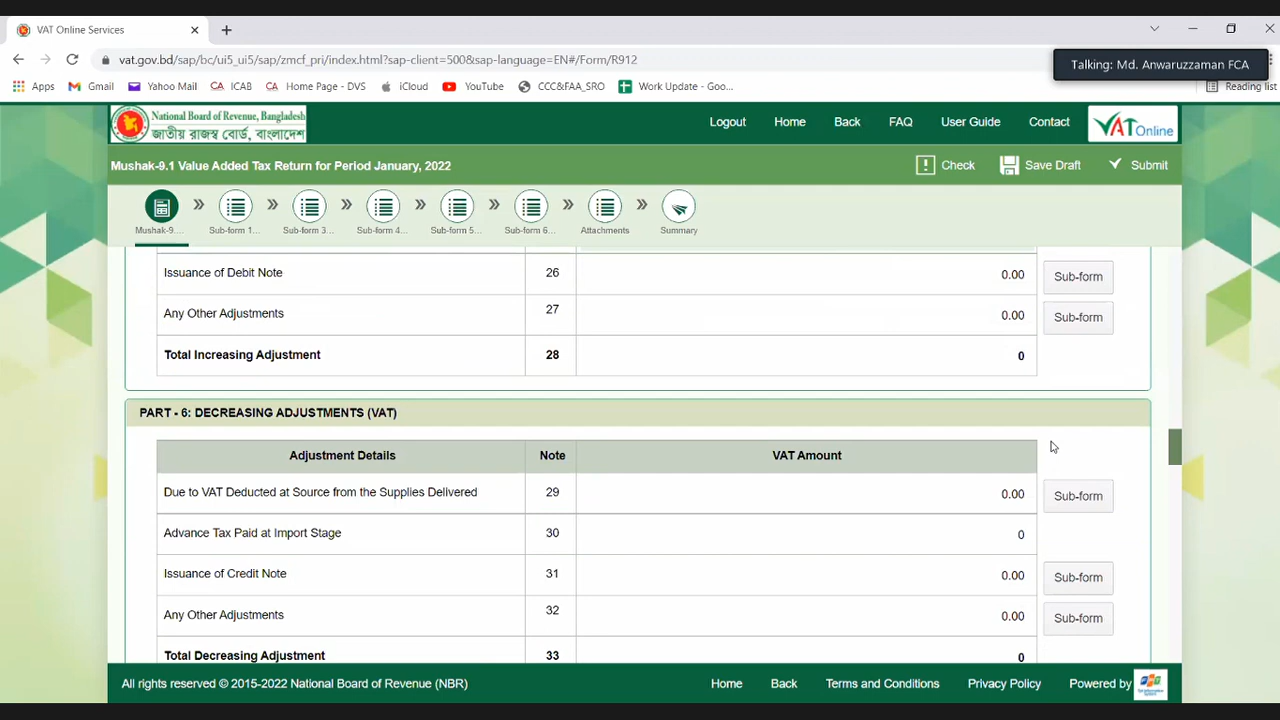 VAT Online Services
vat.gov.bd/sap/bc/ui5_ui5/sap/zmcf_pri/index.html?sap-client=500&sap-language=EN#/Form/R912
Talking: Md. Anwaruzzaman FCA
Apps Gmail Yahoo Mail CA ICAB CA Home Page - DVS iCloud YouTube CCC&FAA_SRO Work Update - Goo... Reading list
National Board of Revenue, Bangladesh
জাতীয় রাজস্ব বোর্ড, বাংলাদেশ
Logout Home Back FAQ User Guide Contact VAT Online
Mushak-9.1 Value Added Tax Return for Period January, 2022 Check Save Draft Submit
Mushak-9.... Sub-form 1... Sub-form 3... Sub-form 4... Sub-form 5... Sub-form 6... Attachments Summary
Issuance of Debit Note 26 0.00 Sub-form
Any Other Adjustments 27 0.00 Sub-form
Total Increasing Adjustment 28 0
PART - 6: DECREASING ADJUSTMENTS (VAT)
Adjustment Details Note VAT Amount
Due to VAT Deducted at Source from the Supplies Delivered 29 0.00 Sub-form
Advance Tax Paid at Import Stage 30 0
Issuance of Credit Note 31 0.00 Sub-form
Any Other Adjustments 32 0.00 Sub-form
Total Decreasing Adjustment 33 0
All rights reserved © 2015-2022 National Board of Revenue (NBR) Home Back Terms and Conditions Privacy Policy Powered by FPT